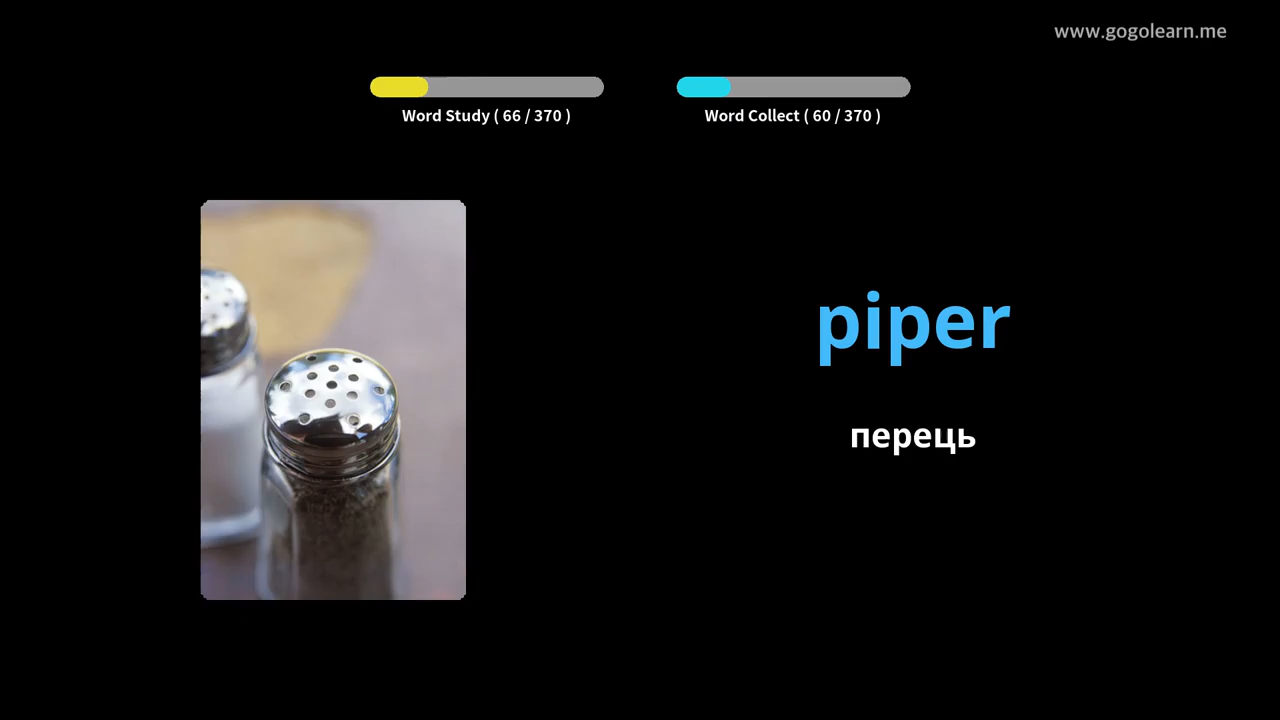 www.gogolearn.me
Word Study ( 66 / 370 )
Word Collect ( 60 / 370 )
piper
перець